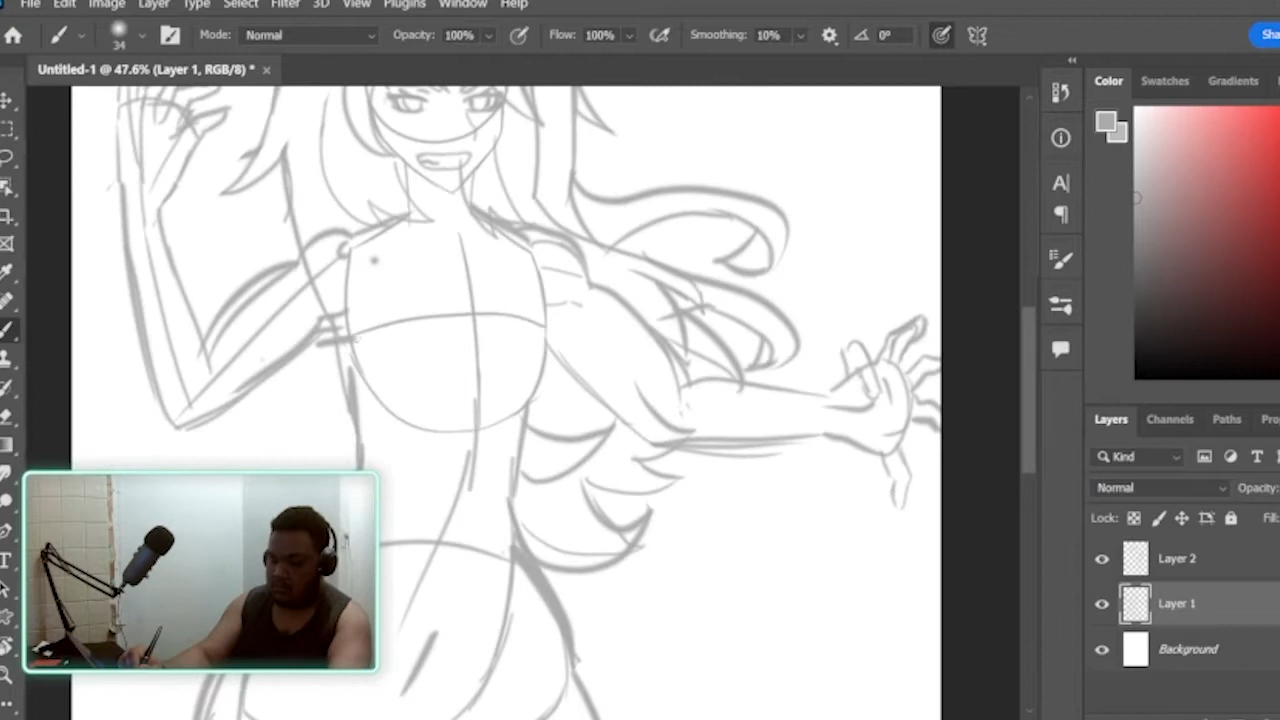 File Edit Image Layer Type Select Filter 3D View Plugins Window Help
34 Mode: Normal Opacity: 100% Flow: 100% Smoothing: 10% 0°
Untitled-1 @ 47.6% (Layer 1, RGB/8) * ×
Color Swatches Gradients
Layers Channels Paths
Kind
Normal Opacity:
Lock:
Layer 2
Layer 1
Background